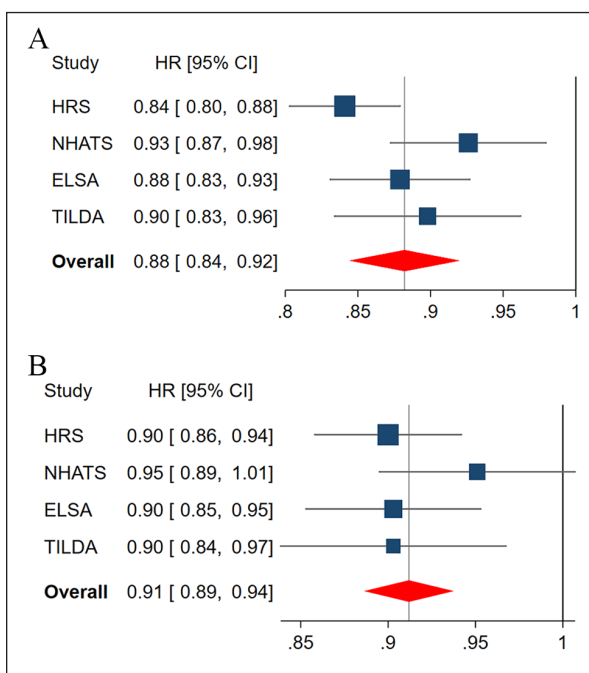 A
Study HR [95% CI]
HRS 0.84 [ 0.80, 0.88]
NHATS 0.93 [ 0.87, 0.98]
ELSA 0.88 [ 0.83, 0.93]
TILDA 0.90 [ 0.83, 0.96]
Overall 0.88 [ 0.84, 0.92]
.8 .85 .9 .95 1
B
Study HR [95% CI]
HRS 0.90 [ 0.86, 0.94]
NHATS 0.95 [ 0.89, 1.01]
ELSA 0.90 [ 0.85, 0.95]
TILDA 0.90 [ 0.84, 0.97]
Overall 0.91 [ 0.89, 0.94]
.85 .9 .95 1